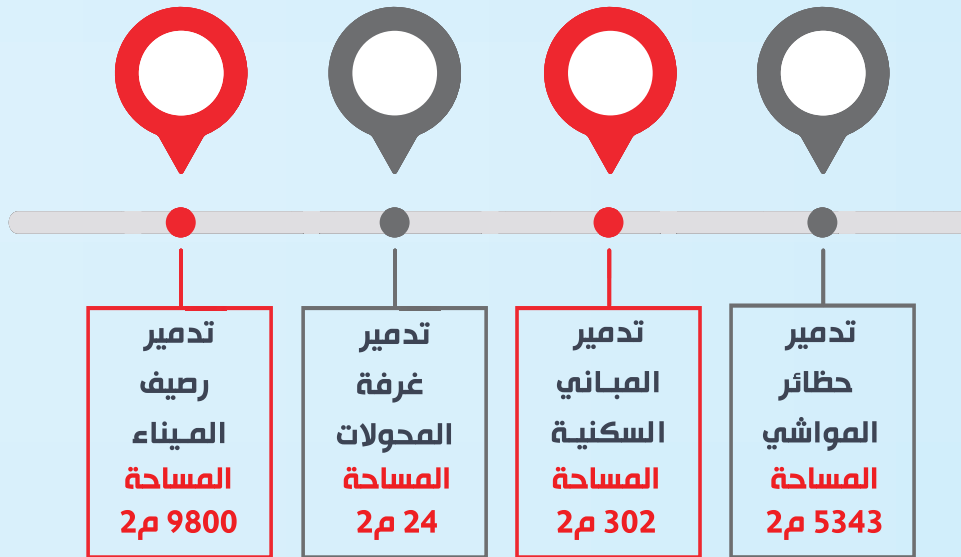 تدمير
حظائر
المواشي
المساحة
5343 م2
تدمير
المبـاني
السكنيـة
المساحة
302 م2
تدمير
غرفة
المحولات
المساحة
24 م2
تدمير
رصيف
المـيناء
المساحة
9800 م2